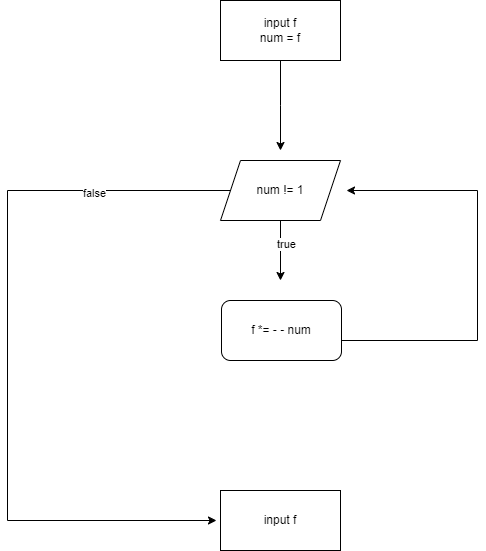 input f
num = f
num != 1
false
true
f *= - - num
input f